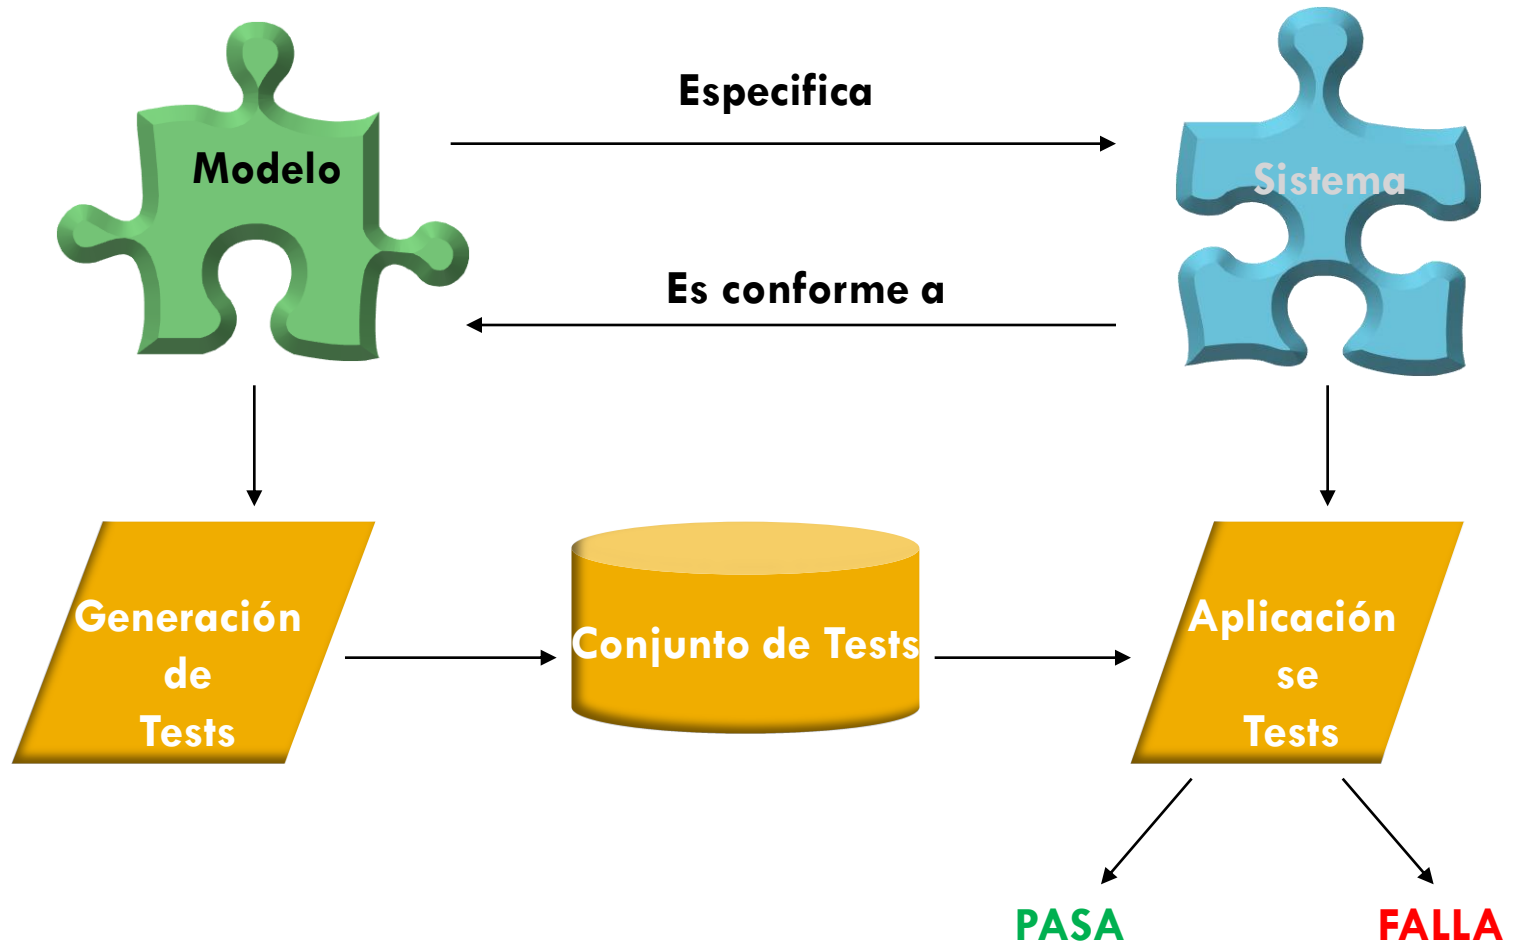 Especifica
Modelo
Sistema
Es conforme a
Generación
de
Tests
Conjunto de Tests
Aplicación
se
Tests
PASA
FALLA